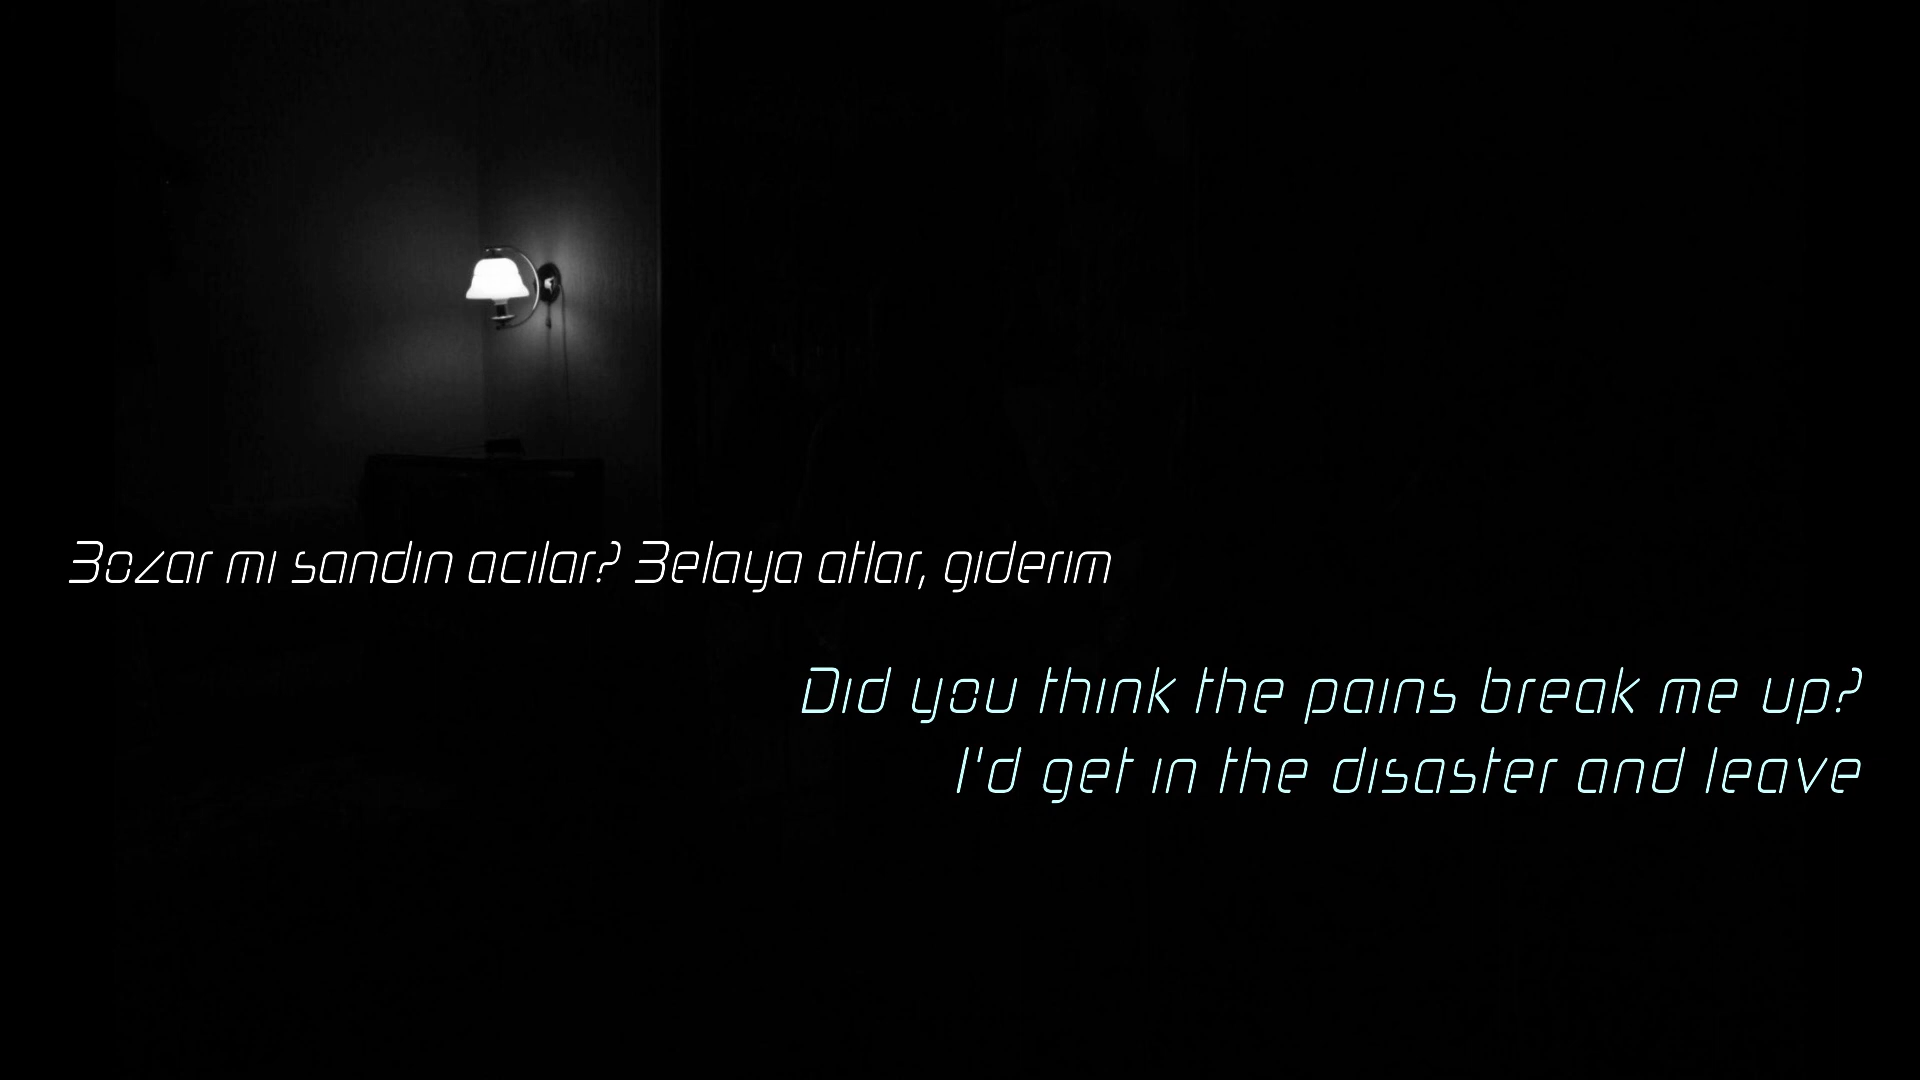 Bozar mı sandın acılar? Belaya atlar, giderim
Did you think the pains break me up?
I'd get in the disaster and leave